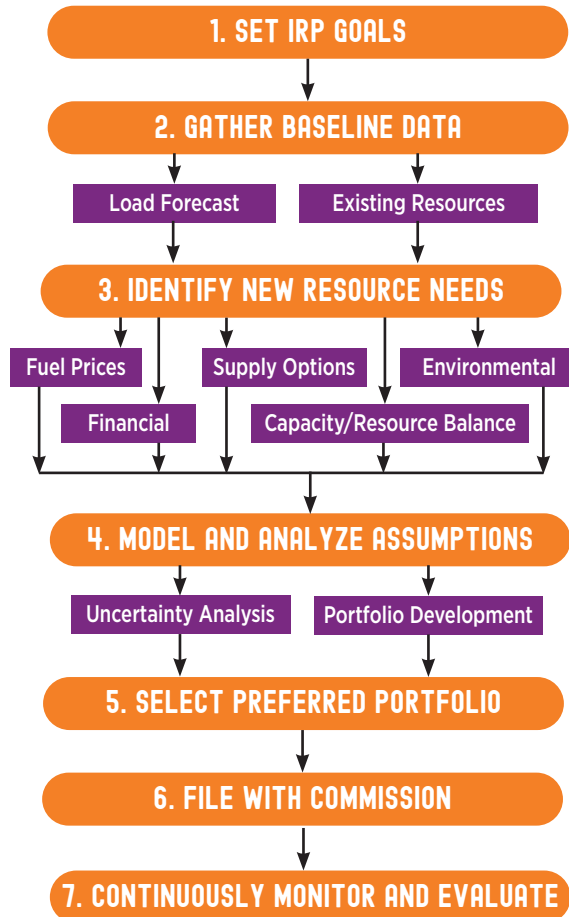 1. SET IRP GOALS
2. GATHER BASELINE DATA
Load Forecast
Existing Resources
3. IDENTIFY NEW RESOURCE NEEDS
Fuel Prices
Supply Options
Environmental
Financial
Capacity/Resource Balance
4. MODEL AND ANALYZE ASSUMPTIONS
Uncertainty Analysis
Portfolio Development
5. SELECT PREFERRED PORTFOLIO
6. FILE WITH COMMISSION
7. CONTINUOUSLY MONITOR AND EVALUATE